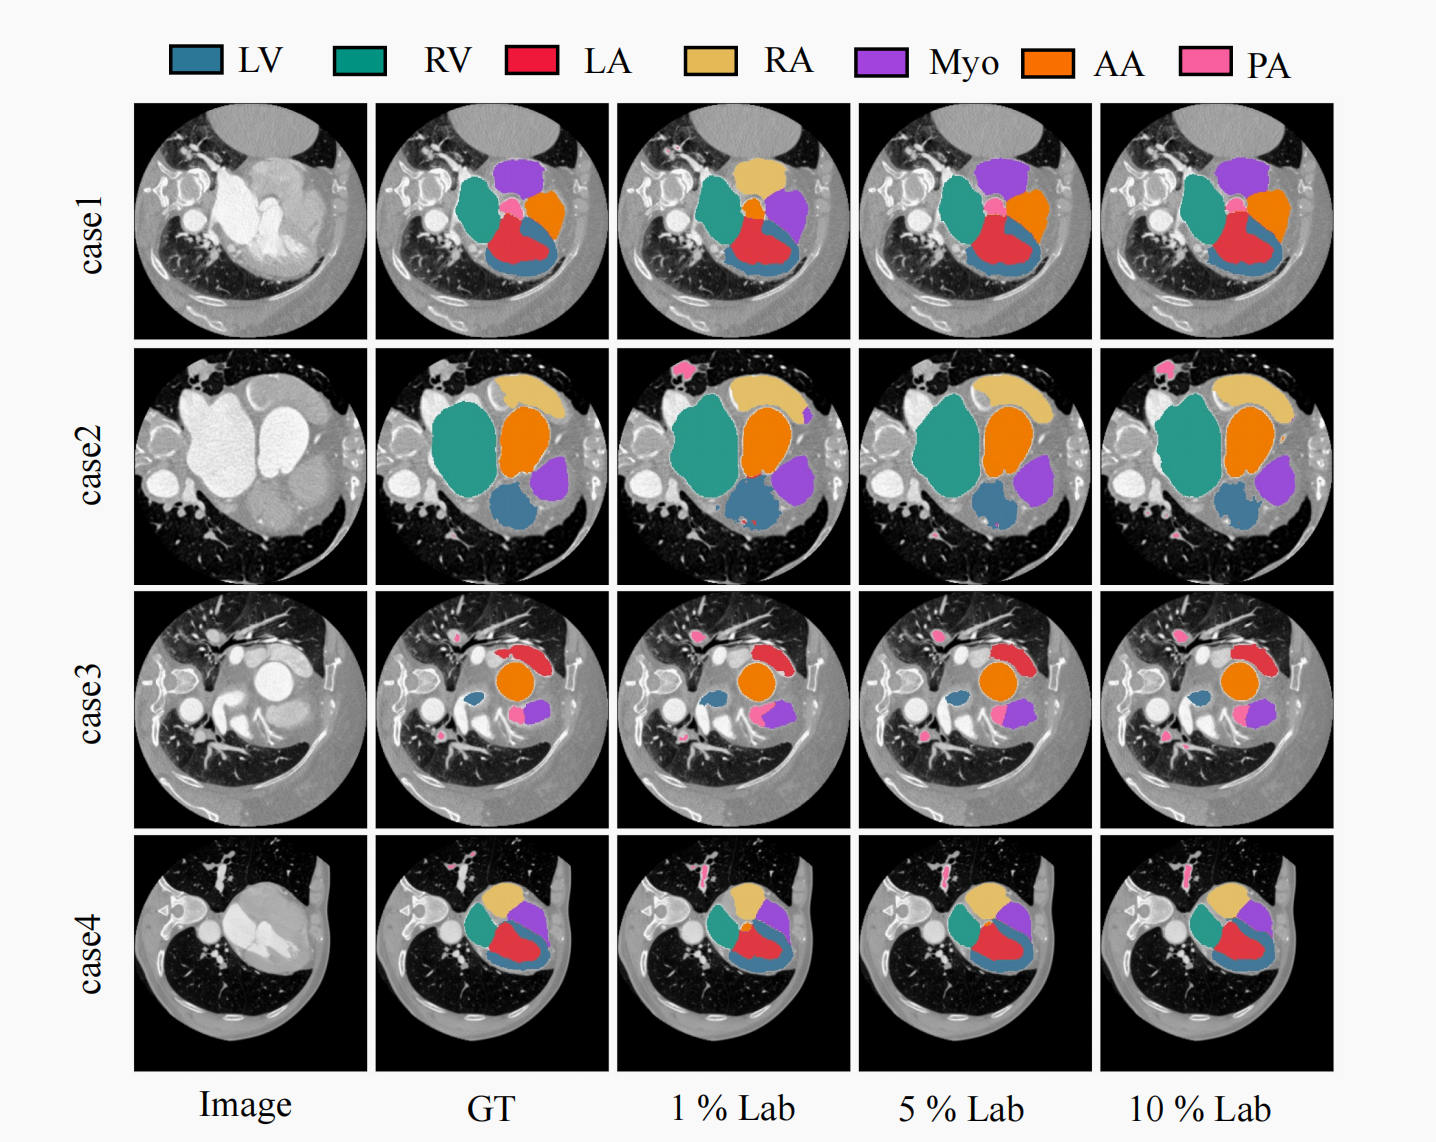 LV RV LA RA Myo AA PA
case1
case2
case3
case4
Image GT 1 % Lab 5 % Lab 10 % Lab